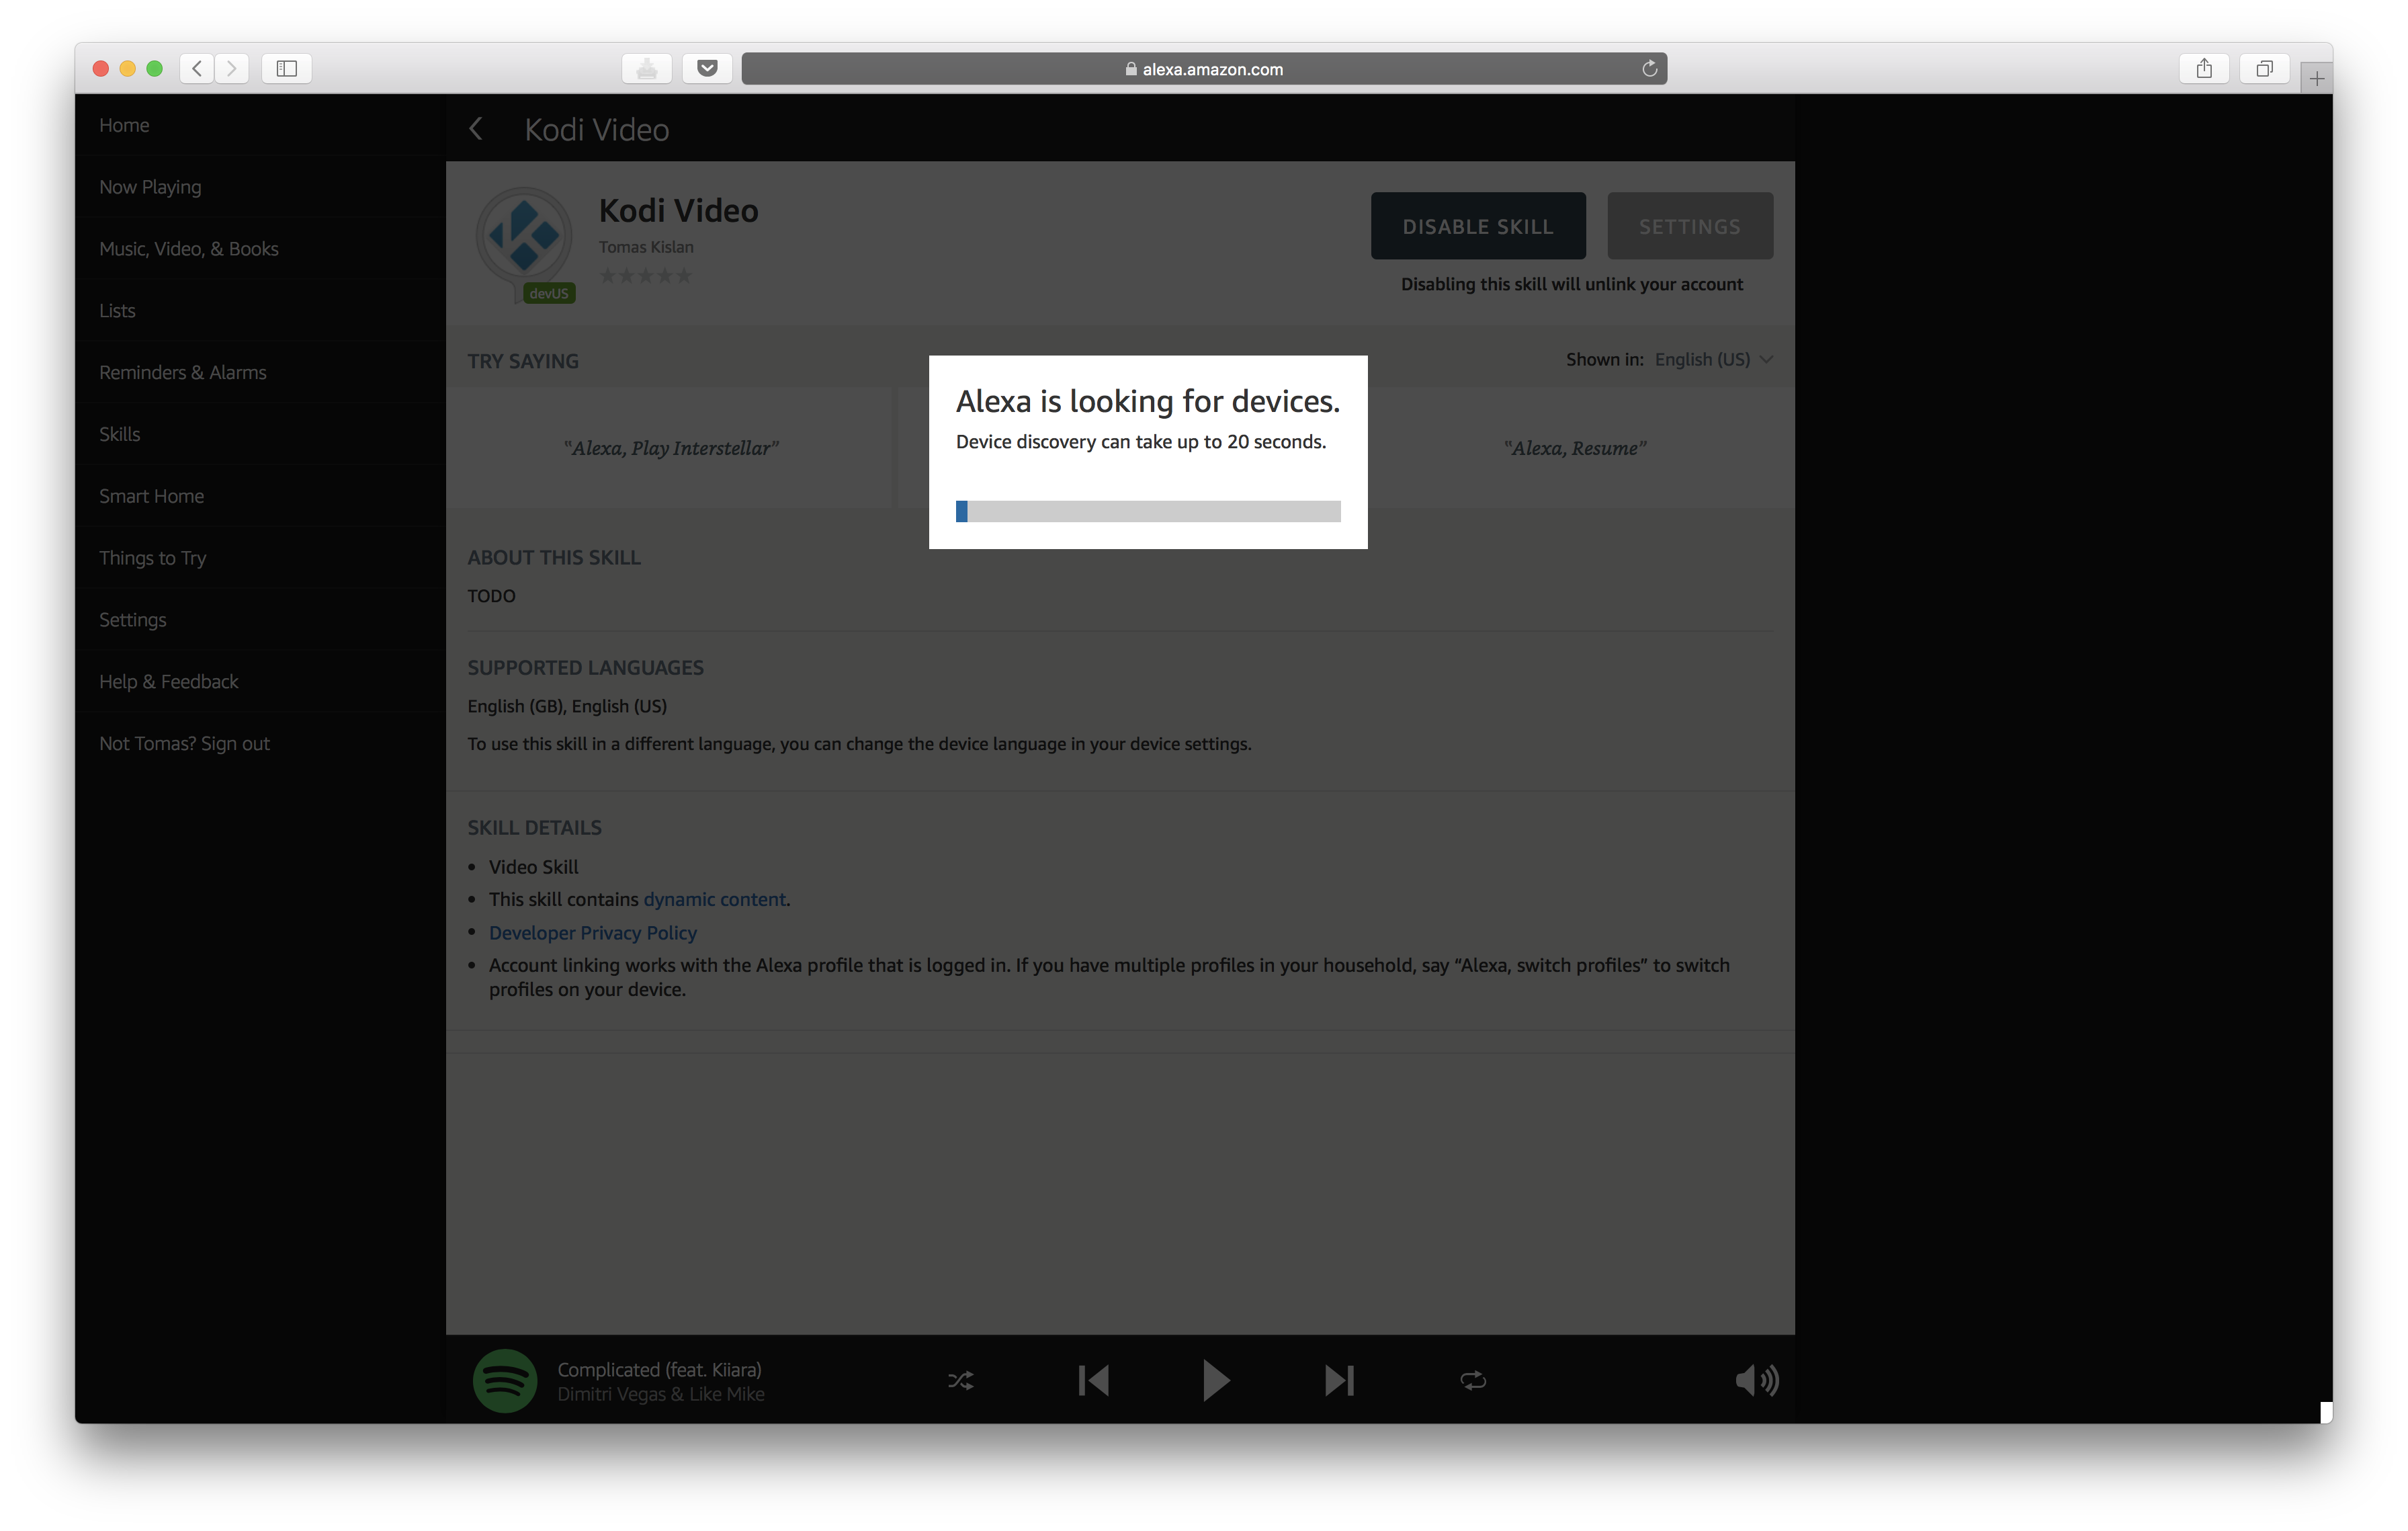 alexa.amazon.com
Home
Now Playing
Music, Video, & Books
Lists
Reminders & Alarms
Skills
Smart Home
Things to Try
Settings
Help & Feedback
Not Tomas? Sign out
Kodi Video
Kodi Video
Tomas Kislan
devUS
DISABLE SKILL
SETTINGS
Disabling this skill will unlink your account
TRY SAYING
Shown in: English (US)
"Alexa, Play Interstellar"
"Alexa, Resume"
Alexa is looking for devices.
Device discovery can take up to 20 seconds.
ABOUT THIS SKILL
TODO
SUPPORTED LANGUAGES
English (GB), English (US)
To use this skill in a different language, you can change the device language in your device settings.
SKILL DETAILS
• Video Skill
• This skill contains dynamic content.
• Developer Privacy Policy
• Account linking works with the Alexa profile that is logged in. If you have multiple profiles in your household, say “Alexa, switch profiles” to switch
profiles on your device.
Complicated (feat. Kiiara)
Dimitri Vegas & Like Mike